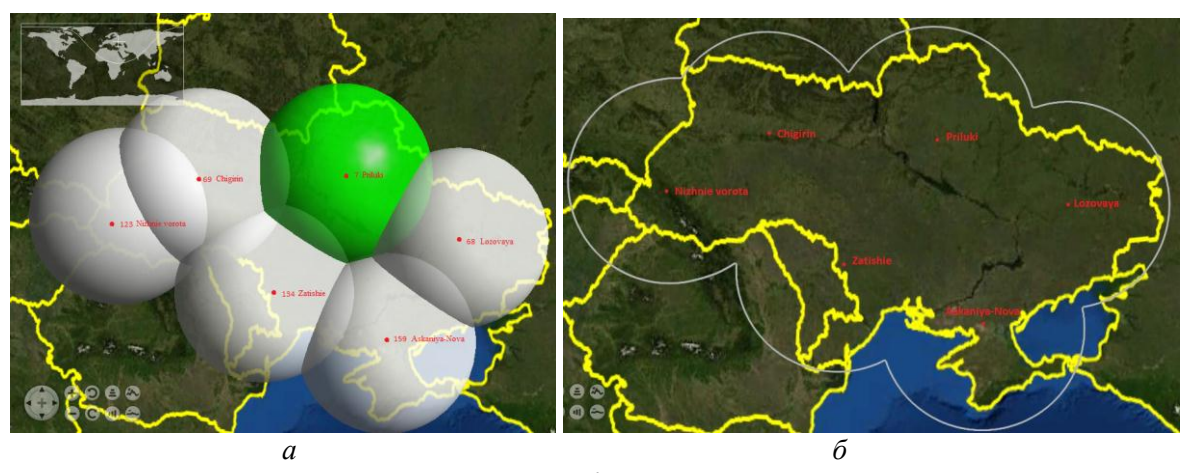 69 Chigirin
7 Priluki
123 Nizhnie vorota
68 Lozovaya
154 Zatishie
159 Askaniya-Nova
Chigirin
Priluki
Nizhnie vorota
Lozovaya
Zatishie
Askaniya-Nova
а
б